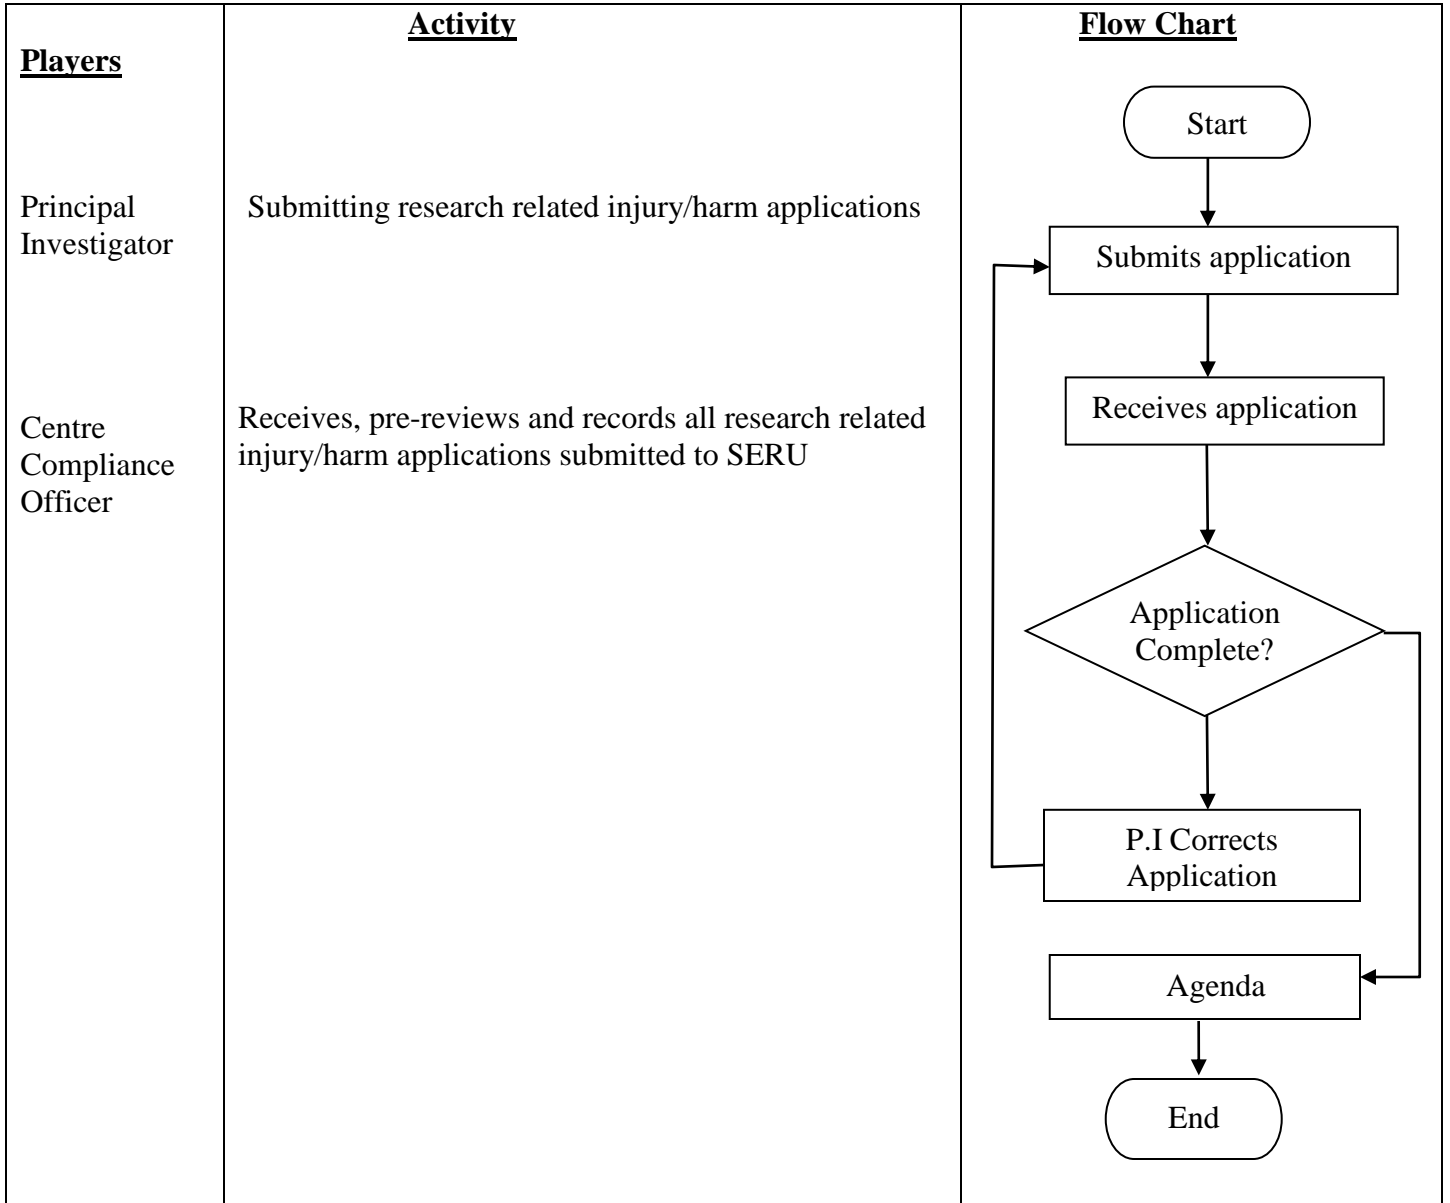 Players
Activity
Flow Chart
Start
Principal
Investigator
Submitting research related injury/harm applications
Submits application
Centre
Compliance
Officer
Receives, pre-reviews and records all research related
injury/harm applications submitted to SERU
Receives application
Application
Complete?
P.I Corrects
Application
Agenda
End